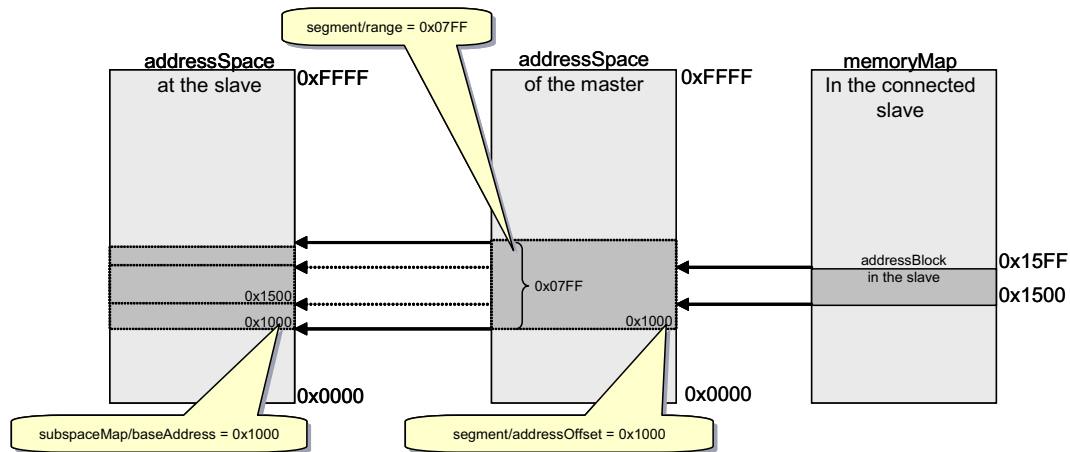 segment/range = 0x07FF
addressSpace
at the slave
0xFFFF
addressSpace
of the master
0xFFFF
memoryMap
In the connected
slave
addressBlock
in the slave
0x15FF
0x1500
0x07FF
0x1500
0x1000
0x1000
0x0000
0x0000
subspaceMap/baseAddress = 0x1000
segment/addressOffset = 0x1000